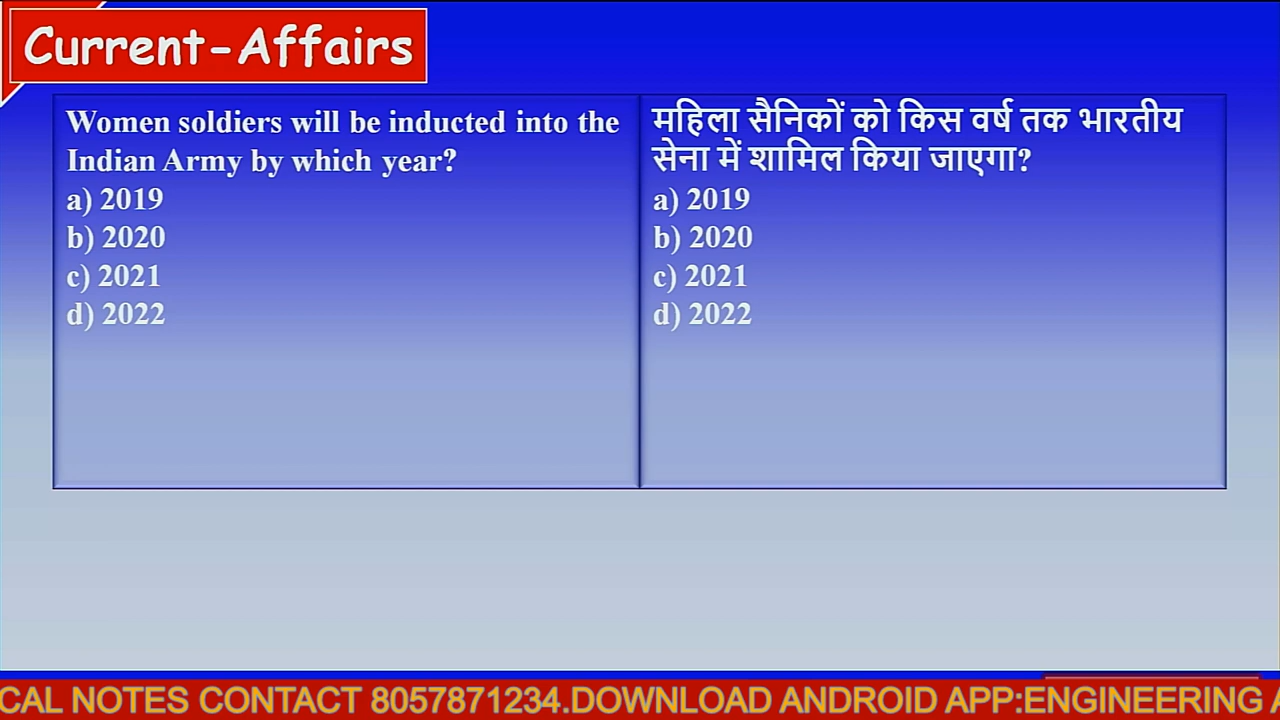 Current-Affairs
Women soldiers will be inducted into the
Indian Army by which year?
a) 2019
b) 2020
c) 2021
d) 2022
महिला सैनिकों को किस वर्ष तक भारतीय
सेना में शामिल किया जाएगा?
a) 2019
b) 2020
c) 2021
d) 2022
CAL NOTES CONTACT 8057871234.DOWNLOAD ANDROID APP:ENGINEERING A